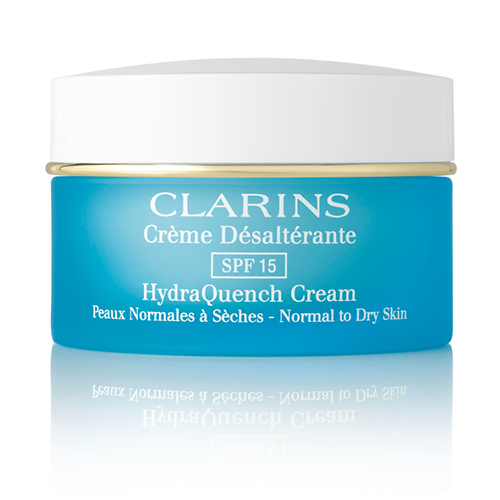 CLARINS
Crème Désaltérante
SPF 15
HydraQuench Cream
Peaux Normales à Sèches - Normal to Dry Skin